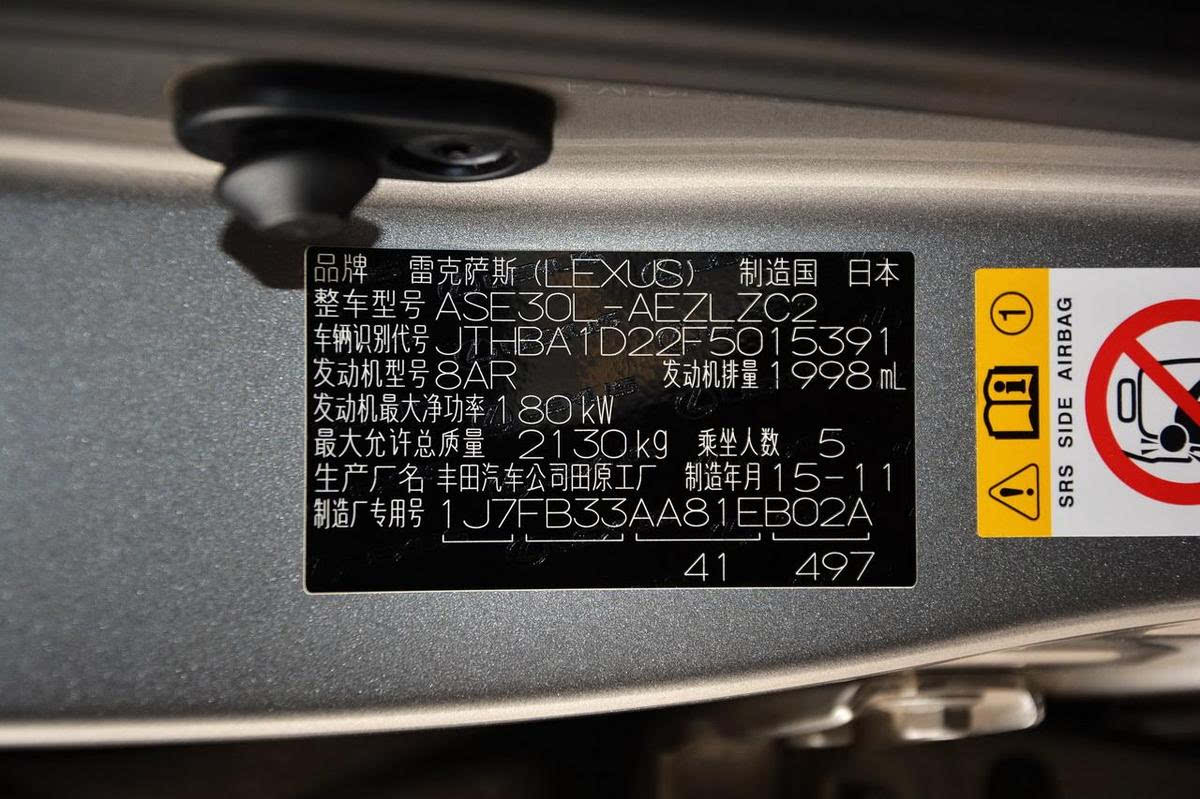 品牌 雷克萨斯 (LEXUS) 制造国 日本
整车型号 ASE30L-AEZLZC2
车辆识别代号 JTHBA1D22F5015391
发动机型号 8AR 发动机排量 1998 mL
发动机最大净功率 180 kW
最大允许总质量 2130 kg 乘坐人数 5
生产厂名 丰田汽车公司田原工厂 制造年月 15-11
制造厂专用号 1J7FB33AA81EB02A
41 497
1
SRS SIDE AIRBAG